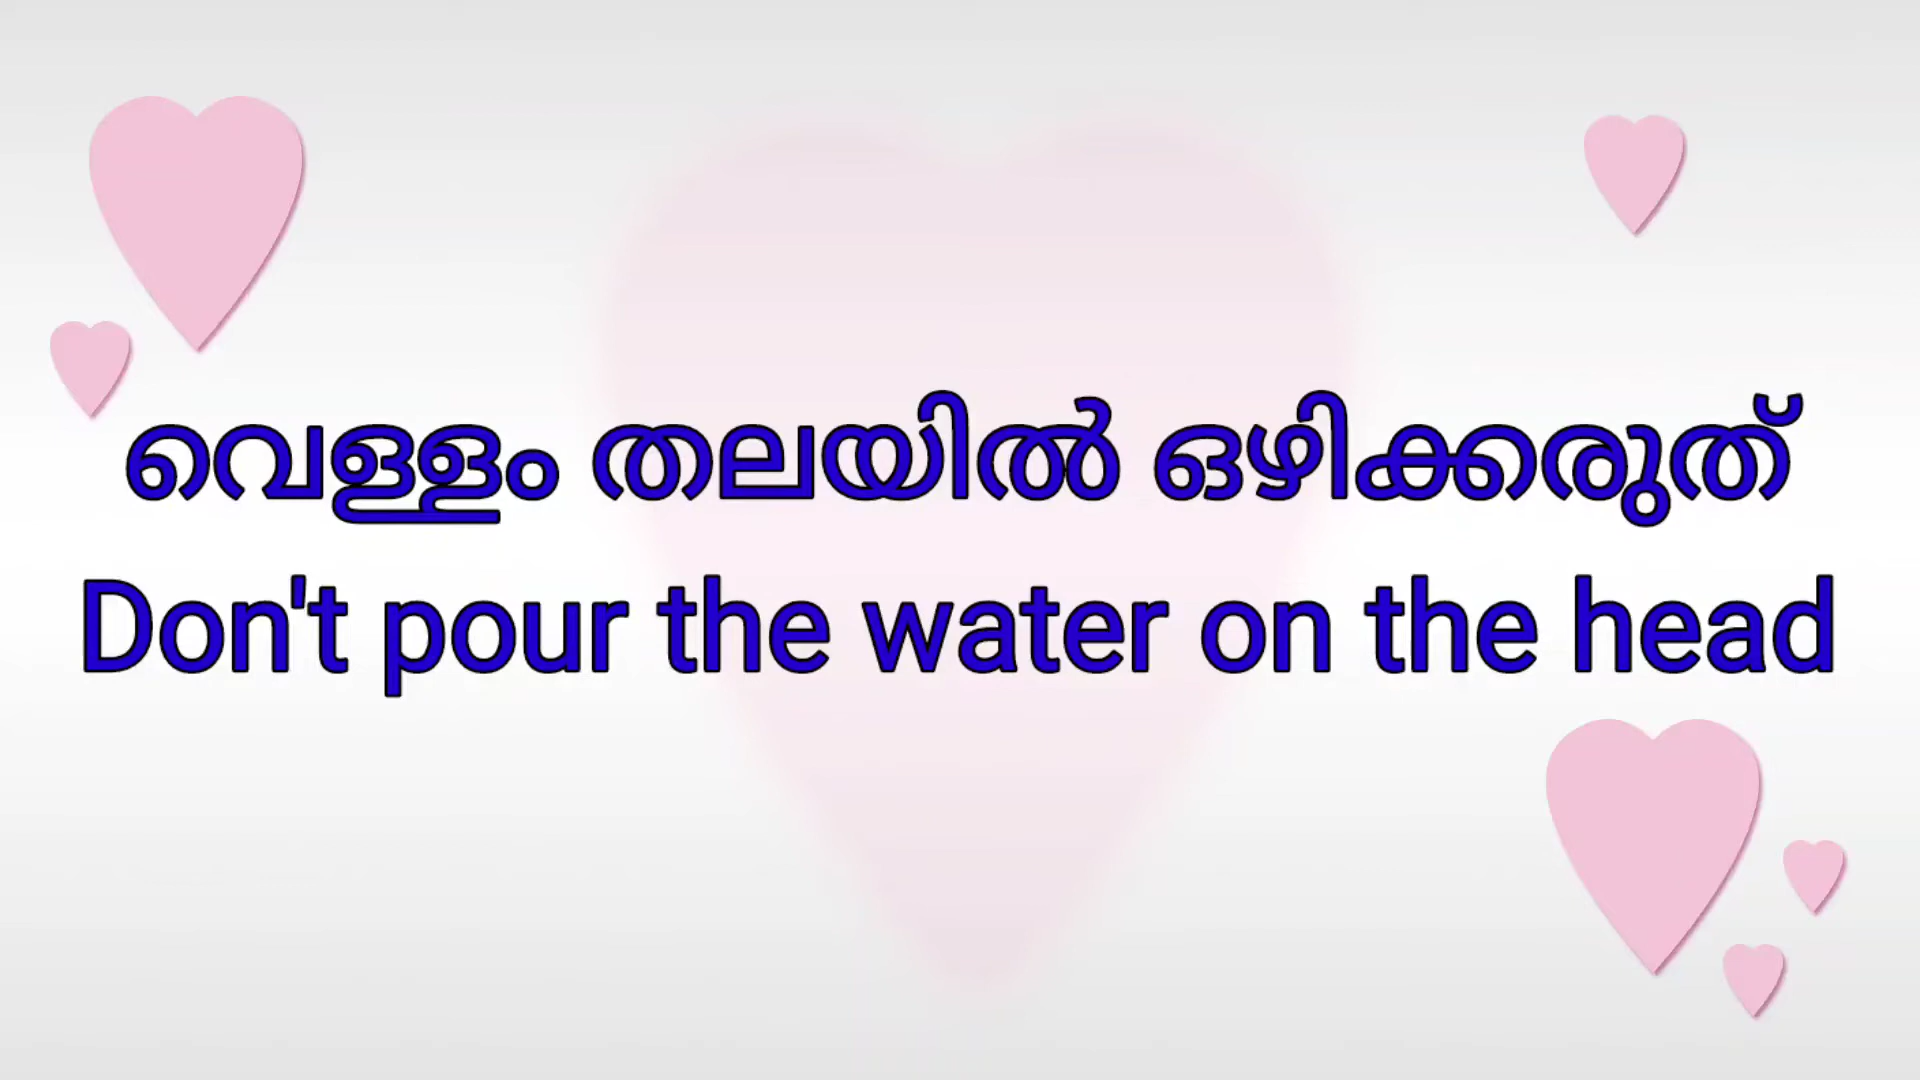 വെള്ളം തലയിൽ ഒഴിക്കരുത്
Don't pour the water on the head